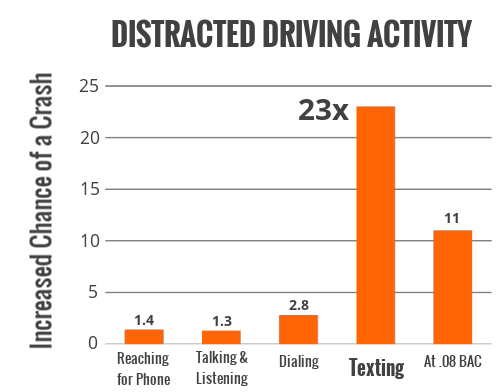 DISTRACTED DRIVING ACTIVITY
Increased Chance of a Crash
25
20
15
10
5
0
1.4
1.3
2.8
23x
11
Reaching
for Phone
Talking &
Listening
Dialing
Texting
At .08 BAC